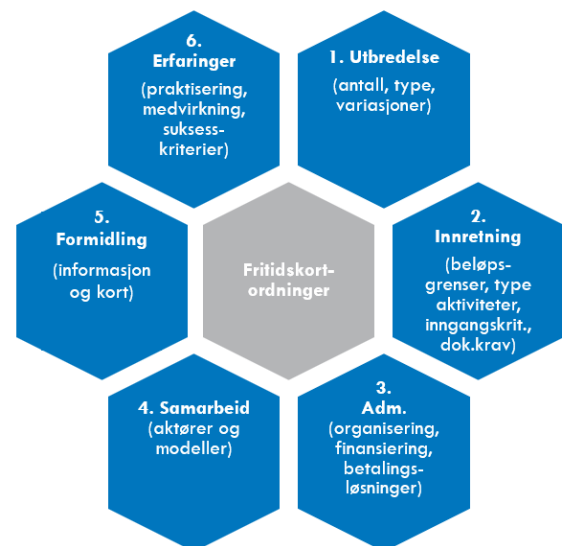 6.
Erfaringer
(praktisering,
medvirkning,
suksess-
kriterier)
1. Utbredelse
(antall, type,
variasjoner)
5.
Formidling
(informasjon
og kort)
Fritidskort-
ordninger
2.
Innretning
(beløps-
grenser, type
aktiviteter,
inngangskrit.,
dok.krav)
4. Samarbeid
(aktører og
modeller)
3.
Adm.
(organisering,
finansiering,
betalings-
løsninger)